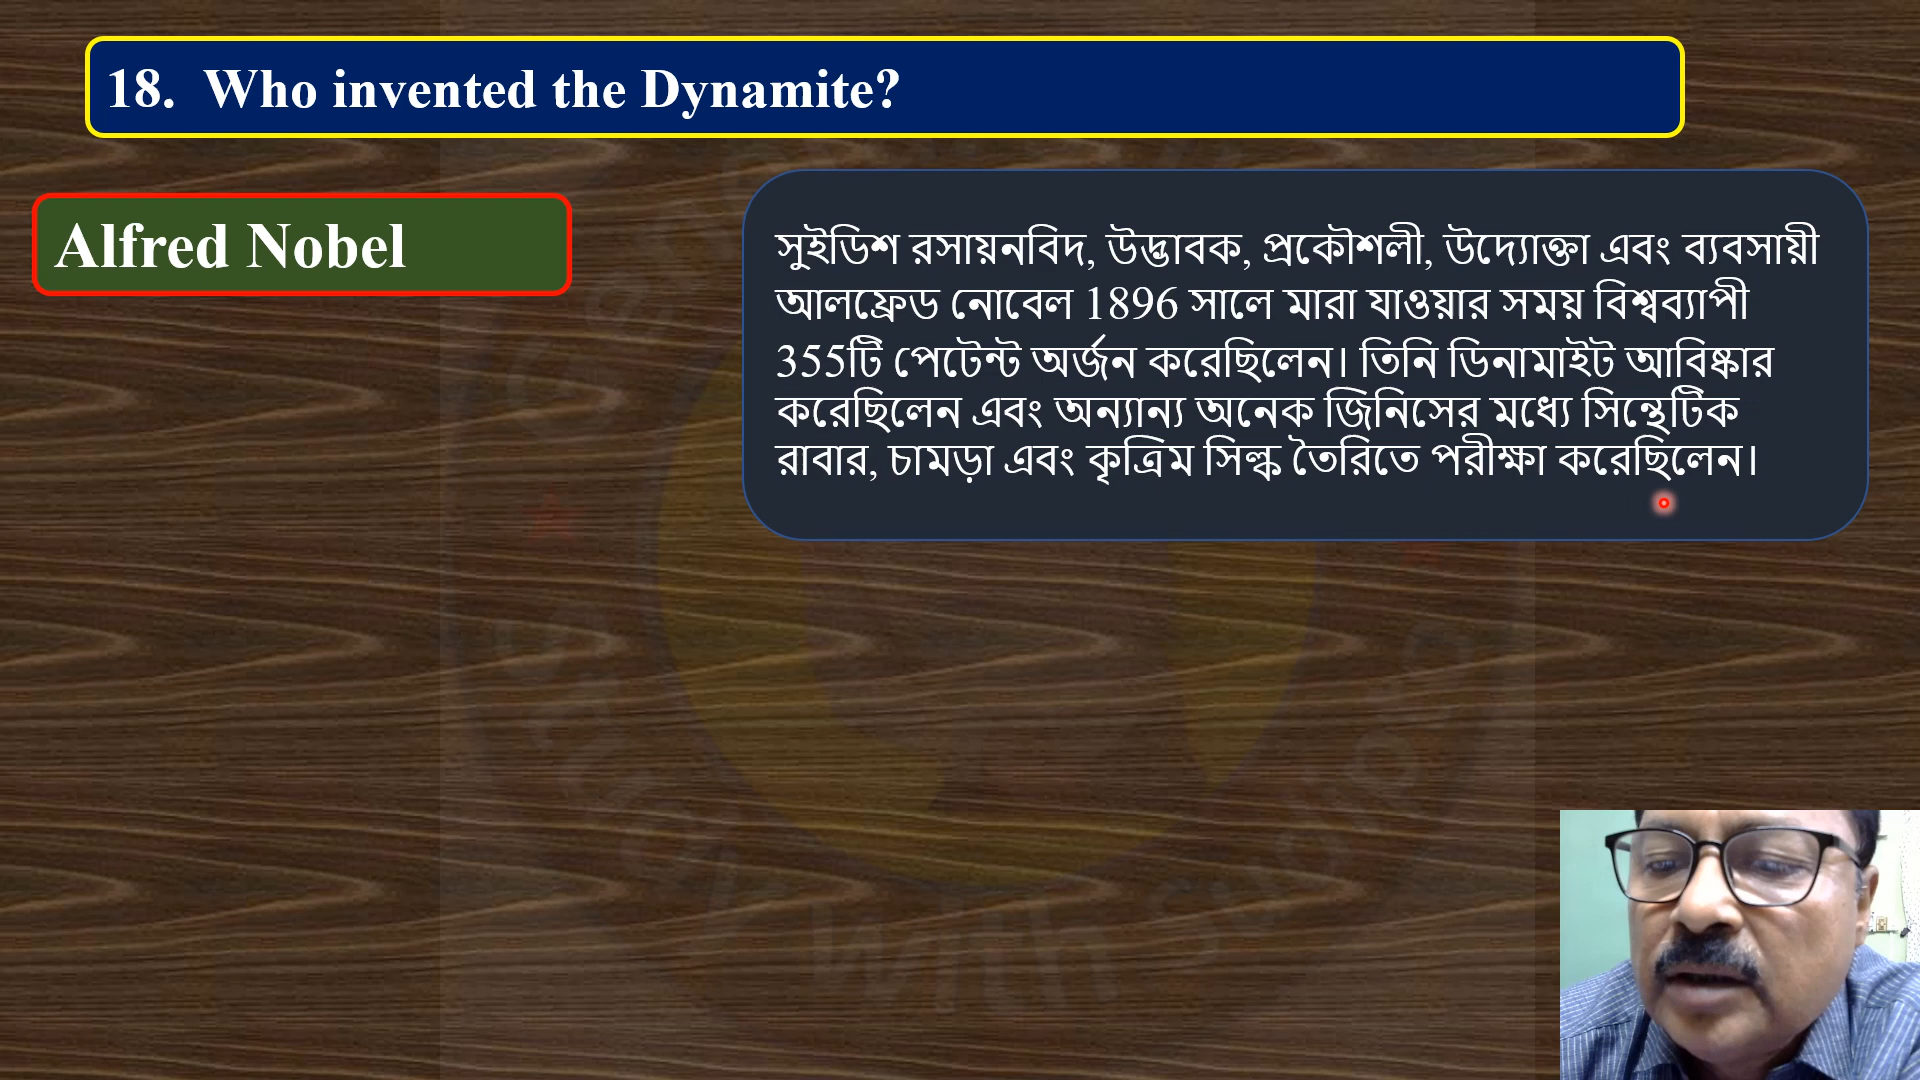 18. Who invented the Dynamite?
Alfred Nobel
সুইডিশ রসায়নবিদ, উদ্ভাবক, প্রকৌশলী, উদ্যোক্তা এবং ব্যবসায়ী
আলফ্রেড নোবেল 1896 সালে মারা যাওয়ার সময় বিশ্বব্যাপী
355টি পেটেন্ট অর্জন করেছিলেন। তিনি ডিনামাইট আবিষ্কার
করেছিলেন এবং অন্যান্য অনেক জিনিসের মধ্যে সিন্থেটিক
রাবার, চামড়া এবং কৃত্রিম সিল্ক তৈরিতে পরীক্ষা করেছিলেন।
with